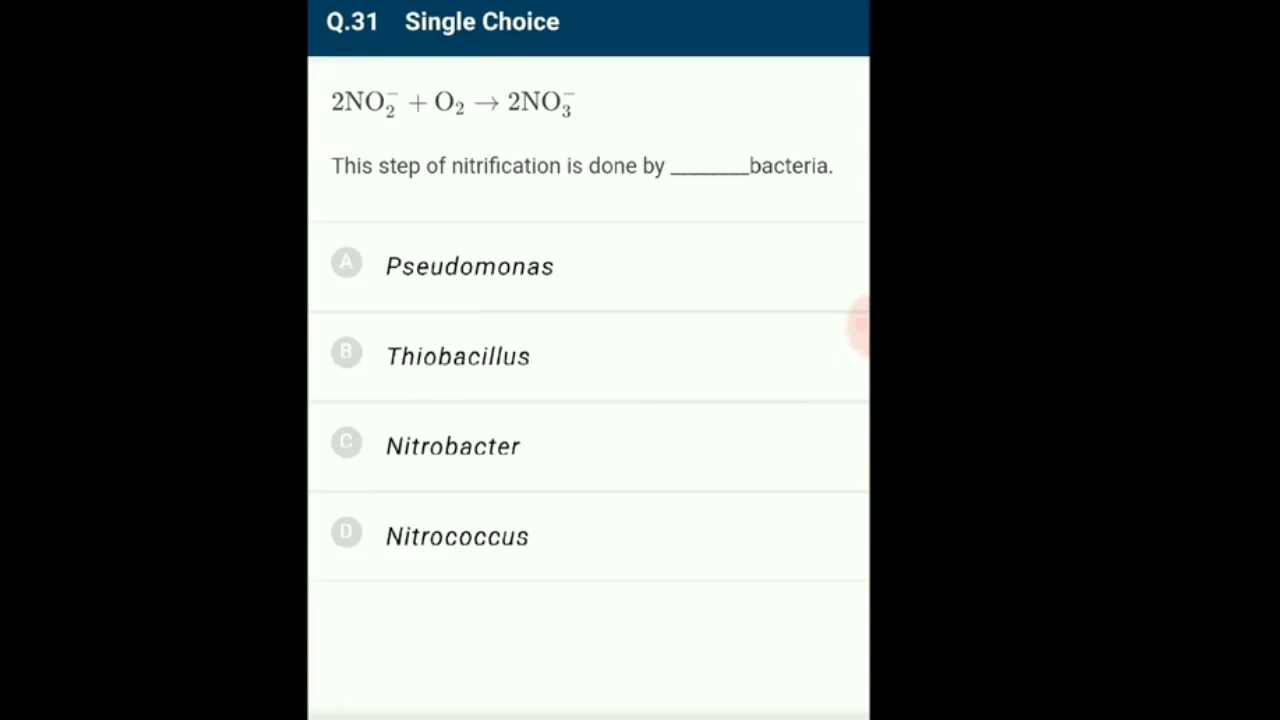 Q.31 Single Choice
2NO₂⁻ + O₂ → 2NO₃⁻
This step of nitrification is done by ________bacteria.
A Pseudomonas
B Thiobacillus
C Nitrobacter
D Nitrococcus